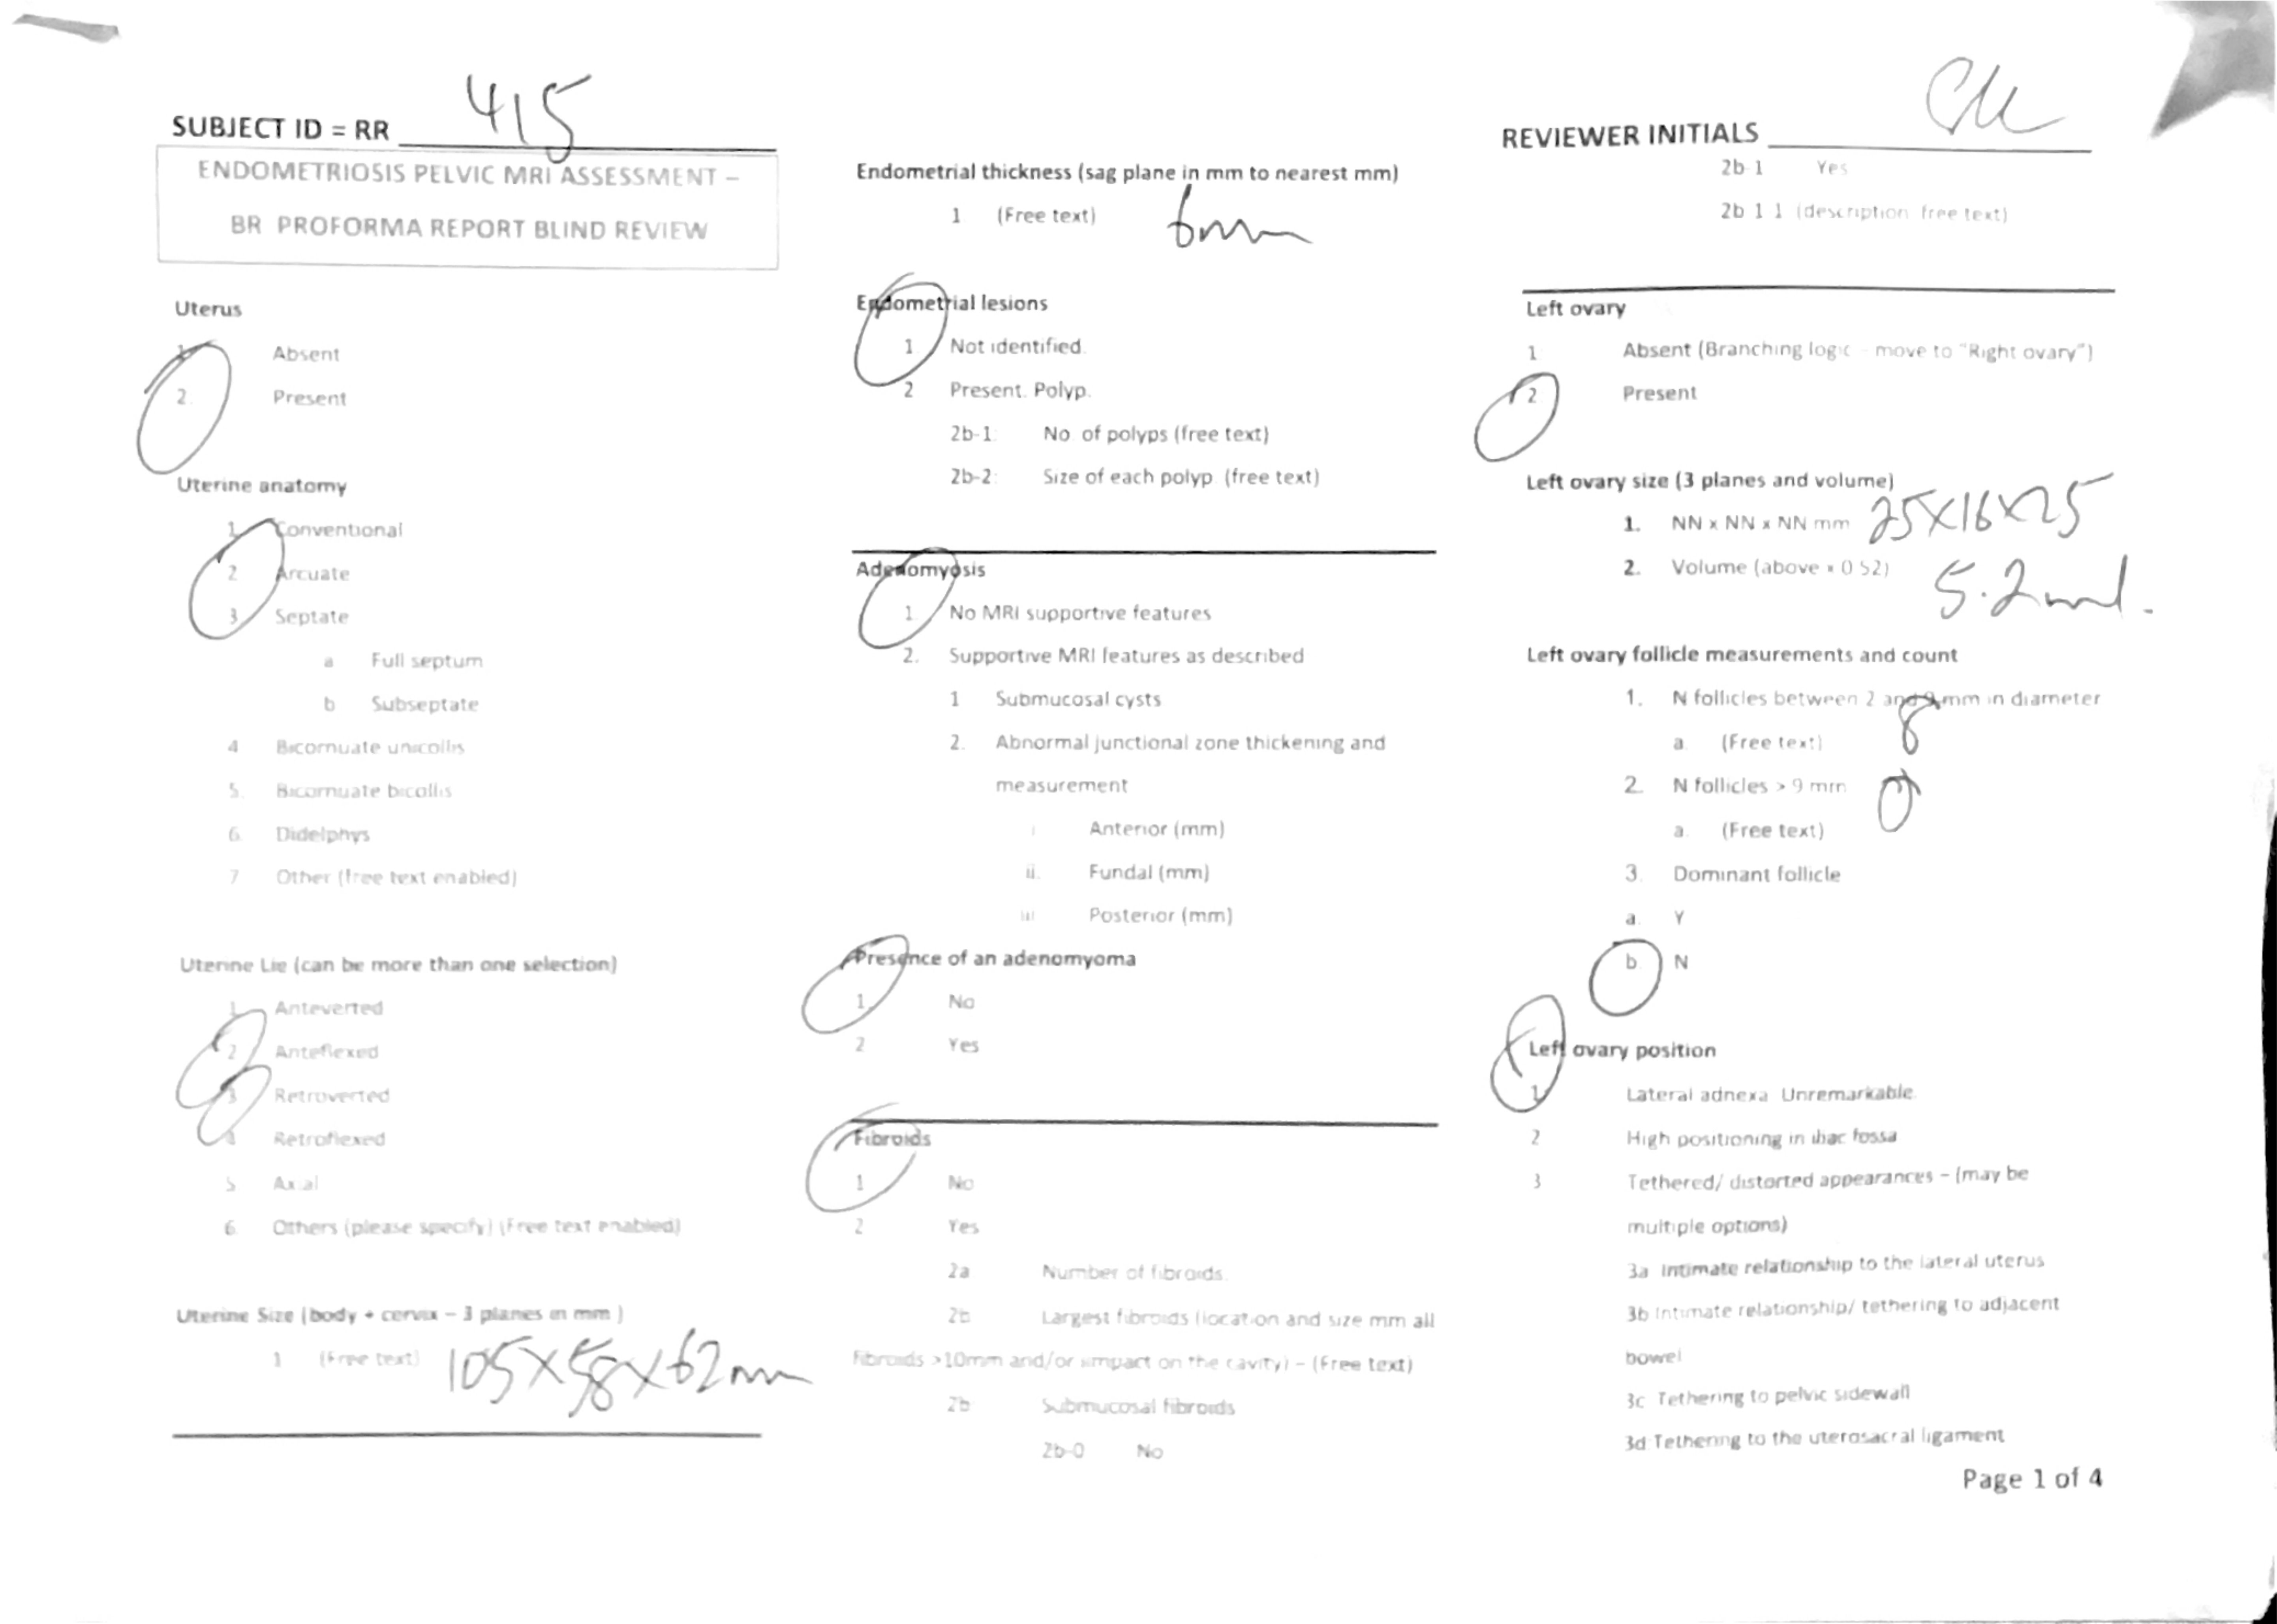 SUBJECT ID = RR 415
ENDOMETRIOSIS PELVIC MRI ASSESSMENT –
BR PROFORMA REPORT BLIND REVIEW
Uterus
1. Absent
2. Present
Uterine anatomy
1. Conventional
2 Arcuate
3 Septate
a Full septum
b Subseptate
4 Bicornuate unicollis
5. Bicornuate bicollis
6. Didelphys
7 Other (free text enabled)
Uterine Lie (can be more than one selection)
1. Anteverted
2 Anteflexed
3 Retroverted
4 Retroflexed
5 Axial
6. Others (please specify) (Free text enabled)
Uterine Size (body + cervix – 3 planes in mm )
1 (Free text) 105x58x62mm
Endometrial thickness (sag plane in mm to nearest mm)
1 (Free text) 6mm
Endometrial lesions
1 Not identified.
2 Present. Polyp.
2b-1: No of polyps (free text)
2b-2: Size of each polyp (free text)
Adenomyosis
1. No MRI supportive features
2. Supportive MRI features as described
1 Submucosal cysts
2. Abnormal junctional zone thickening and
measurement
i Anterior (mm)
ii. Fundal (mm)
iii Posterior (mm)
Presence of an adenomyoma
1 No
2 Yes
Fibroids
1 No
2 Yes
2a Number of fibroids.
2b Largest fibroids (location and size mm all
fibroids >10mm and/or impact on the cavity) – (Free text)
2b Submucosal fibroids
2b-0 No
REVIEWER INITIALS
2b-1 Yes
2b 1 1 (description free text)
Left ovary
1. Absent (Branching logic - move to "Right ovary")
2 Present
Left ovary size (3 planes and volume)
1. NN x NN x NN mm 25x16x25
2. Volume (above x 0.52) 5.2ml.
Left ovary follicle measurements and count
1. N follicles between 2 and 9 mm in diameter
a (Free text) 8
2. N follicles > 9 mm 0
a. (Free text)
3. Dominant follicle
a. Y
b. N
Left ovary position
1 Lateral adnexa Unremarkable.
2 High positioning in iliac fossa
3 Tethered/ distorted appearances – (may be
multiple options)
3a Intimate relationship to the lateral uterus
3b Intimate relationship/ tethering to adjacent
bowel
3c Tethering to pelvic sidewall
3d Tethering to the uterosacral ligament
Page 1 of 4